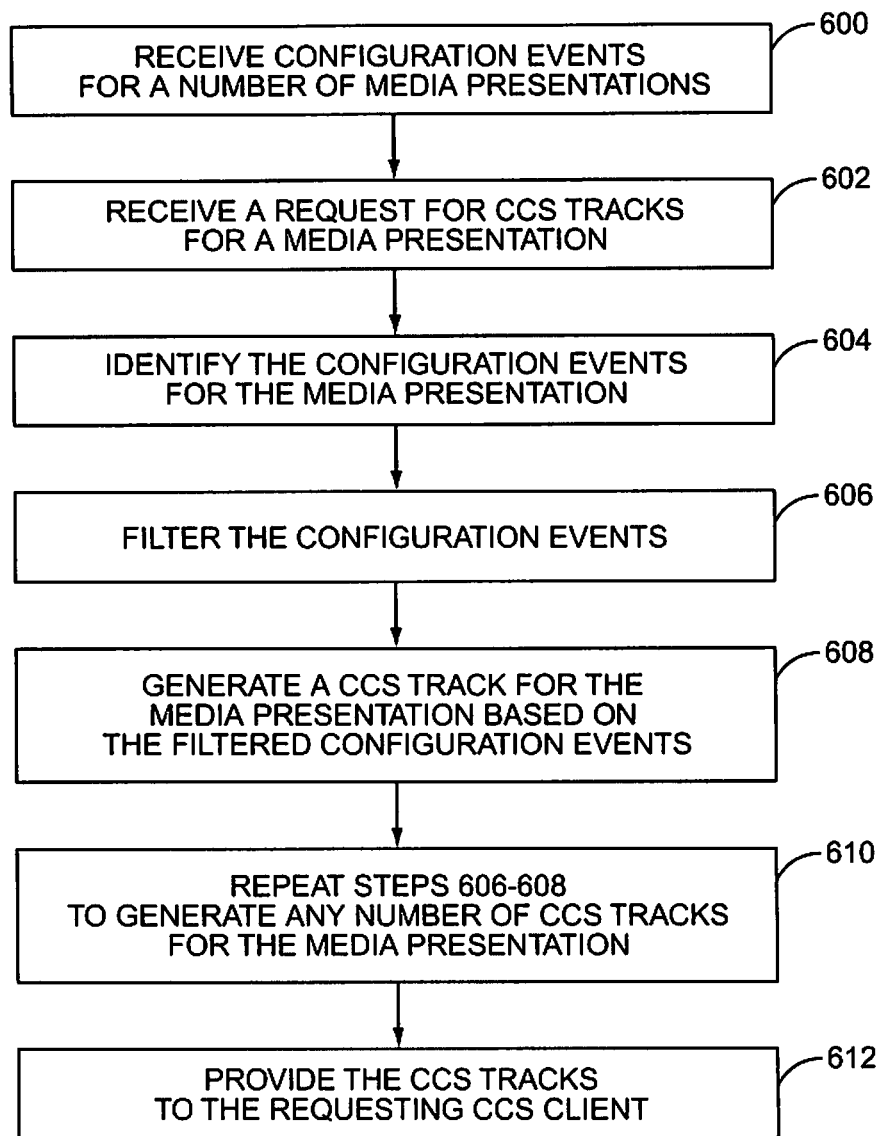 600
RECEIVE CONFIGURATION EVENTS
FOR A NUMBER OF MEDIA PRESENTATIONS
602
RECEIVE A REQUEST FOR CCS TRACKS
FOR A MEDIA PRESENTATION
604
IDENTIFY THE CONFIGURATION EVENTS
FOR THE MEDIA PRESENTATION
606
FILTER THE CONFIGURATION EVENTS
608
GENERATE A CCS TRACK FOR THE
MEDIA PRESENTATION BASED ON
THE FILTERED CONFIGURATION EVENTS
610
REPEAT STEPS 606-608
TO GENERATE ANY NUMBER OF CCS TRACKS
FOR THE MEDIA PRESENTATION
612
PROVIDE THE CCS TRACKS
TO THE REQUESTING CCS CLIENT